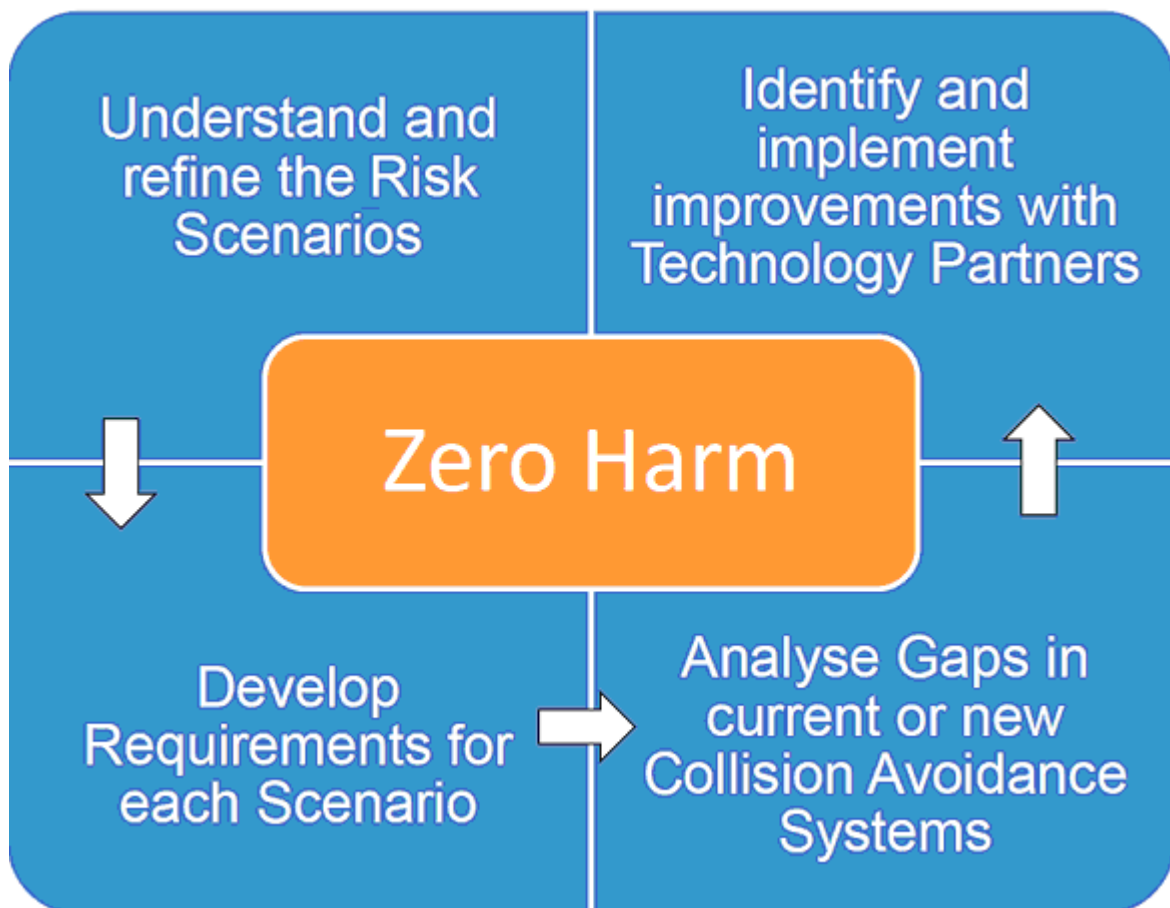 Understand and
refine the Risk
Scenarios
Identify and
implement
improvements with
Technology Partners
Zero Harm
Develop
Requirements for
each Scenario
Analyse Gaps in
current or new
Collision Avoidance
Systems